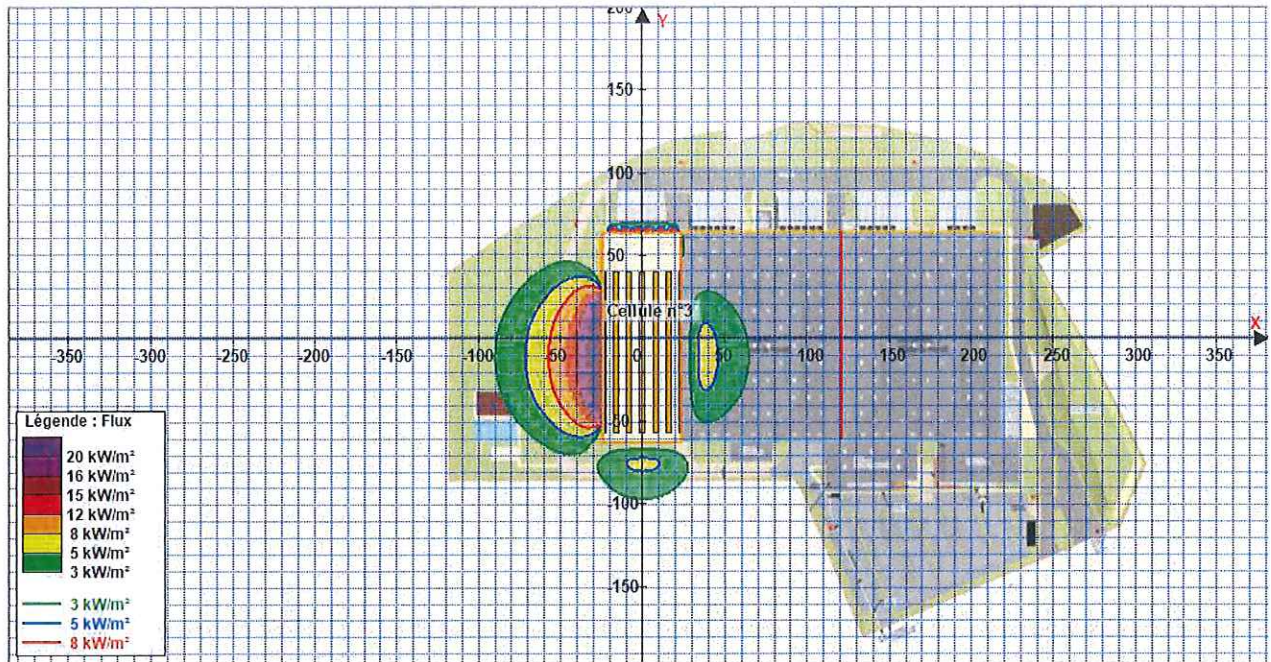 200
Y
150
100
50
Cellule n°3
X
-350 -300 -250 -200 -150 -100 -50 0 50 100 150 200 250 300 350
-50
-100
-150
Légende : Flux
20 kW/m²
16 kW/m²
15 kW/m²
12 kW/m²
8 kW/m²
5 kW/m²
3 kW/m²
3 kW/m²
5 kW/m²
8 kW/m²